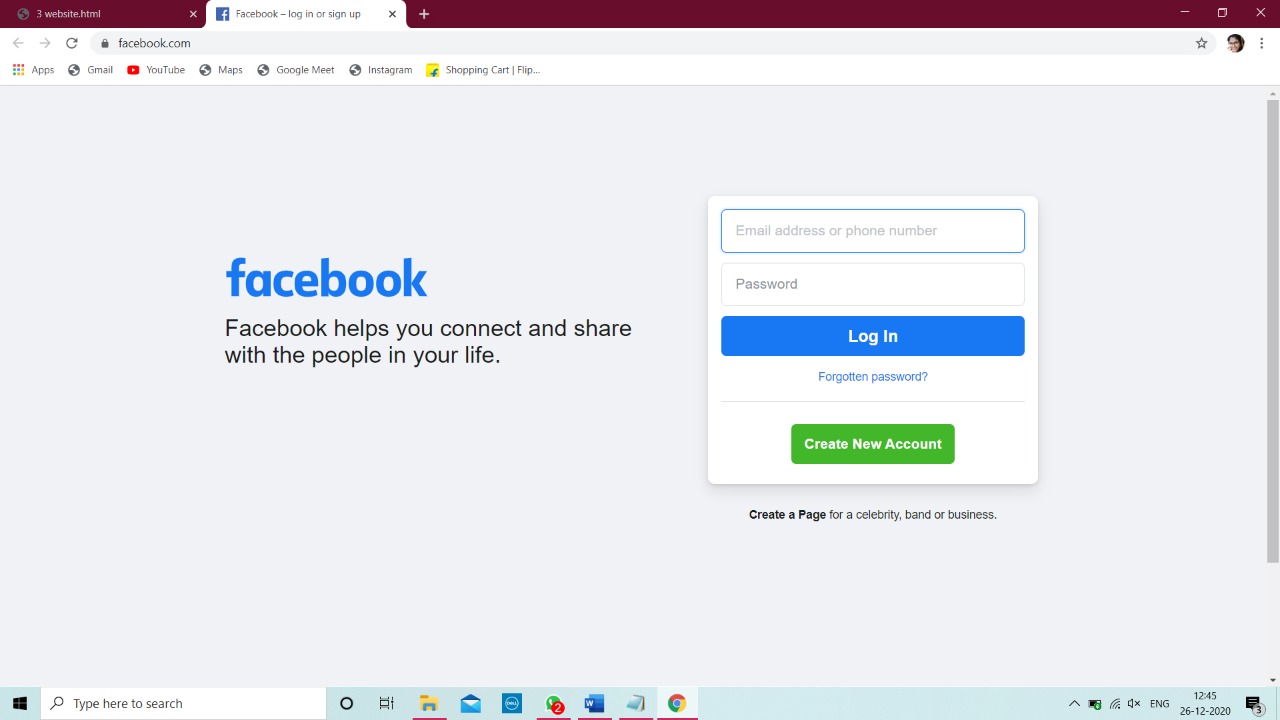 3 website.html
Facebook – log in or sign up
facebook.com
Apps
Gmail
YouTube
Maps
Google Meet
Instagram
Shopping Cart | Flip...
Email address or phone number
Password
Log In
Forgotten password?
Create New Account
Create a Page for a celebrity, band or business.
facebook
Facebook helps you connect and share
with the people in your life.
Type here to search
DELL
2
W
ENG
12:45
26-12-2020
3